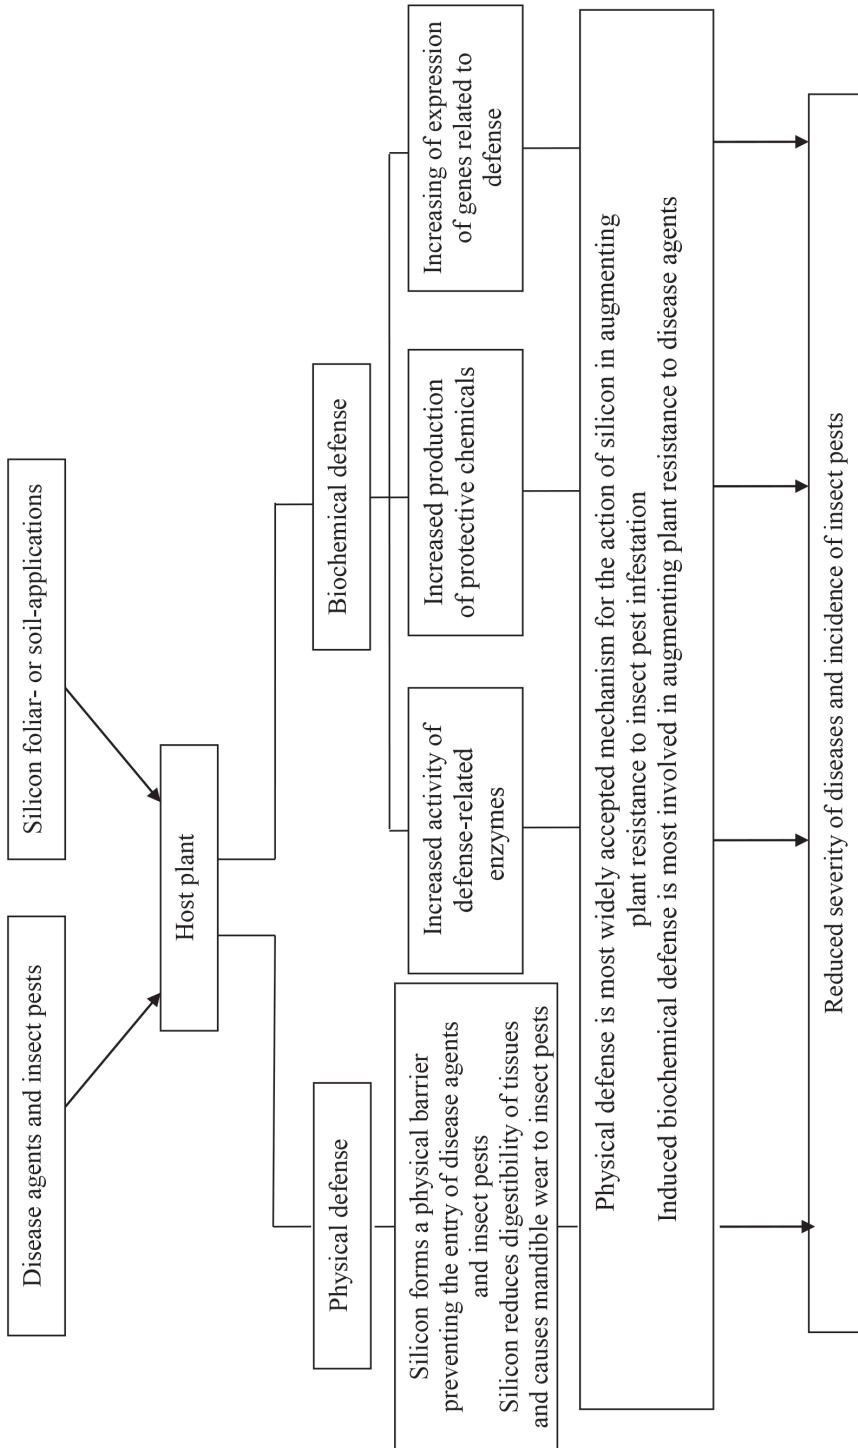 Disease agents and insect pests
Silicon foliar- or soil-applications
Host plant
Physical defense
Biochemical defense
Silicon forms a physical barrier
preventing the entry of disease agents
and insect pests
Silicon reduces digestibility of tissues
and causes mandible wear to insect pests
Increased activity of
defense-related
enzymes
Increased production
of protective chemicals
Increasing of expression
of genes related to
defense
Physical defense is most widely accepted mechanism for the action of silicon in augmenting
plant resistance to insect pest infestation
Induced biochemical defense is most involved in augmenting plant resistance to disease agents
Reduced severity of diseases and incidence of insect pests